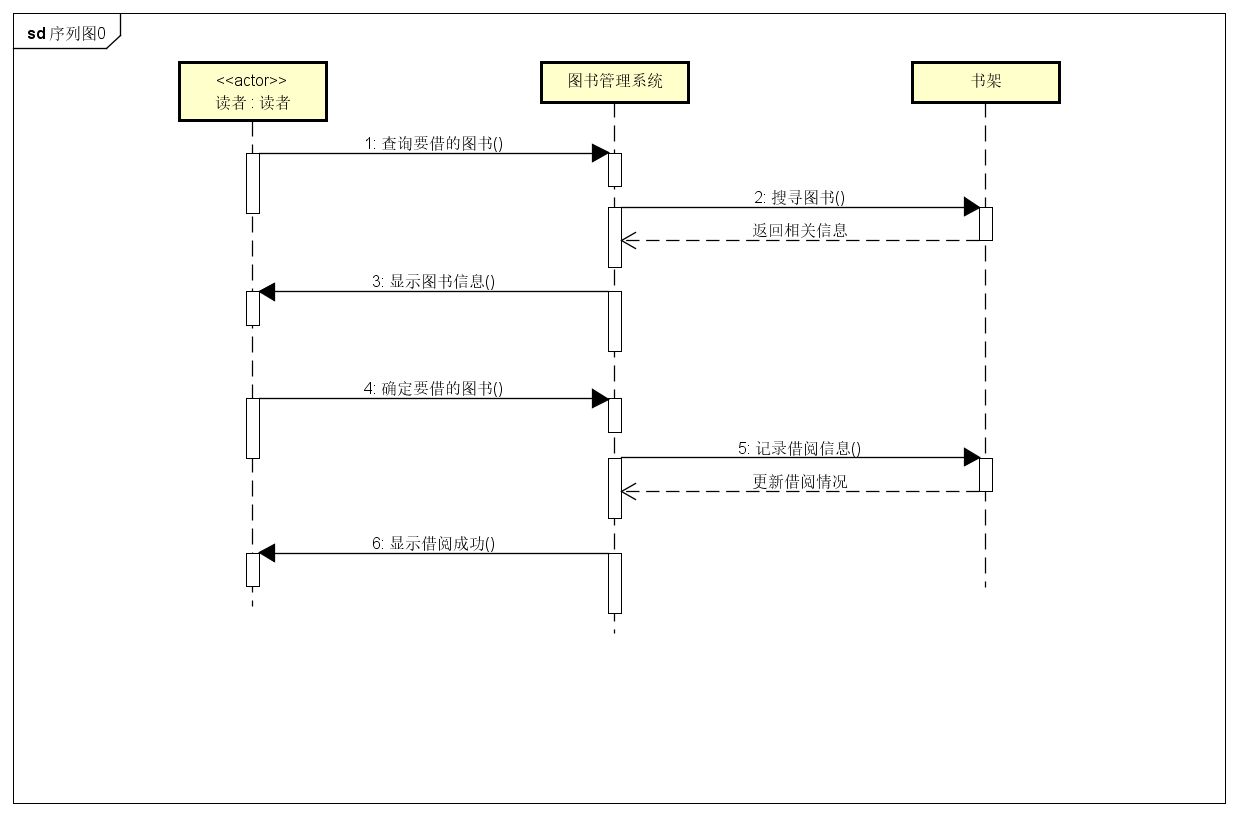 sd 序列图0
<<actor>>
读者 : 读者
图书管理系统
书架
1: 查询要借的图书()
2: 搜寻图书()
返回相关信息
3: 显示图书信息()
4: 确定要借的图书()
5: 记录借阅信息()
更新借阅情况
6: 显示借阅成功()